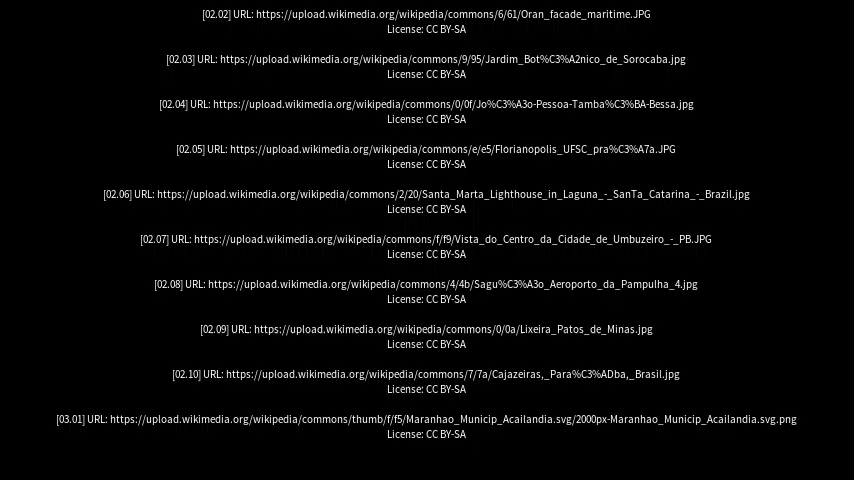 [02.02] URL: https://upload.wikimedia.org/wikipedia/commons/6/61/Oran_facade_maritime.JPG
License: CC BY-SA
[02.03] URL: https://upload.wikimedia.org/wikipedia/commons/9/95/Jardim_Bot%C3%A2nico_de_Sorocaba.jpg
License: CC BY-SA
[02.04] URL: https://upload.wikimedia.org/wikipedia/commons/0/0f/Jo%C3%A3o-Pessoa-Tamba%C3%BA-Bessa.jpg
License: CC BY-SA
[02.05] URL: https://upload.wikimedia.org/wikipedia/commons/e/e5/Florianopolis_UFSC_pra%C3%A7a.JPG
License: CC BY-SA
[02.06] URL: https://upload.wikimedia.org/wikipedia/commons/2/20/Santa_Marta_Lighthouse_in_Laguna_-_SanTa_Catarina_-_Brazil.jpg
License: CC BY-SA
[02.07] URL: https://upload.wikimedia.org/wikipedia/commons/f/f9/Vista_do_Centro_da_Cidade_de_Umbuzeiro_-_PB.JPG
License: CC BY-SA
[02.08] URL: https://upload.wikimedia.org/wikipedia/commons/4/4b/Sagu%C3%A3o_Aeroporto_da_Pampulha_4.jpg
License: CC BY-SA
[02.09] URL: https://upload.wikimedia.org/wikipedia/commons/0/0a/Lixeira_Patos_de_Minas.jpg
License: CC BY-SA
[02.10] URL: https://upload.wikimedia.org/wikipedia/commons/7/7a/Cajazeiras,_Para%C3%ADba,_Brasil.jpg
License: CC BY-SA
[03.01] URL: https://upload.wikimedia.org/wikipedia/commons/thumb/f/f5/Maranhao_Municip_Acailandia.svg/2000px-Maranhao_Municip_Acailandia.svg.png
License: CC BY-SA